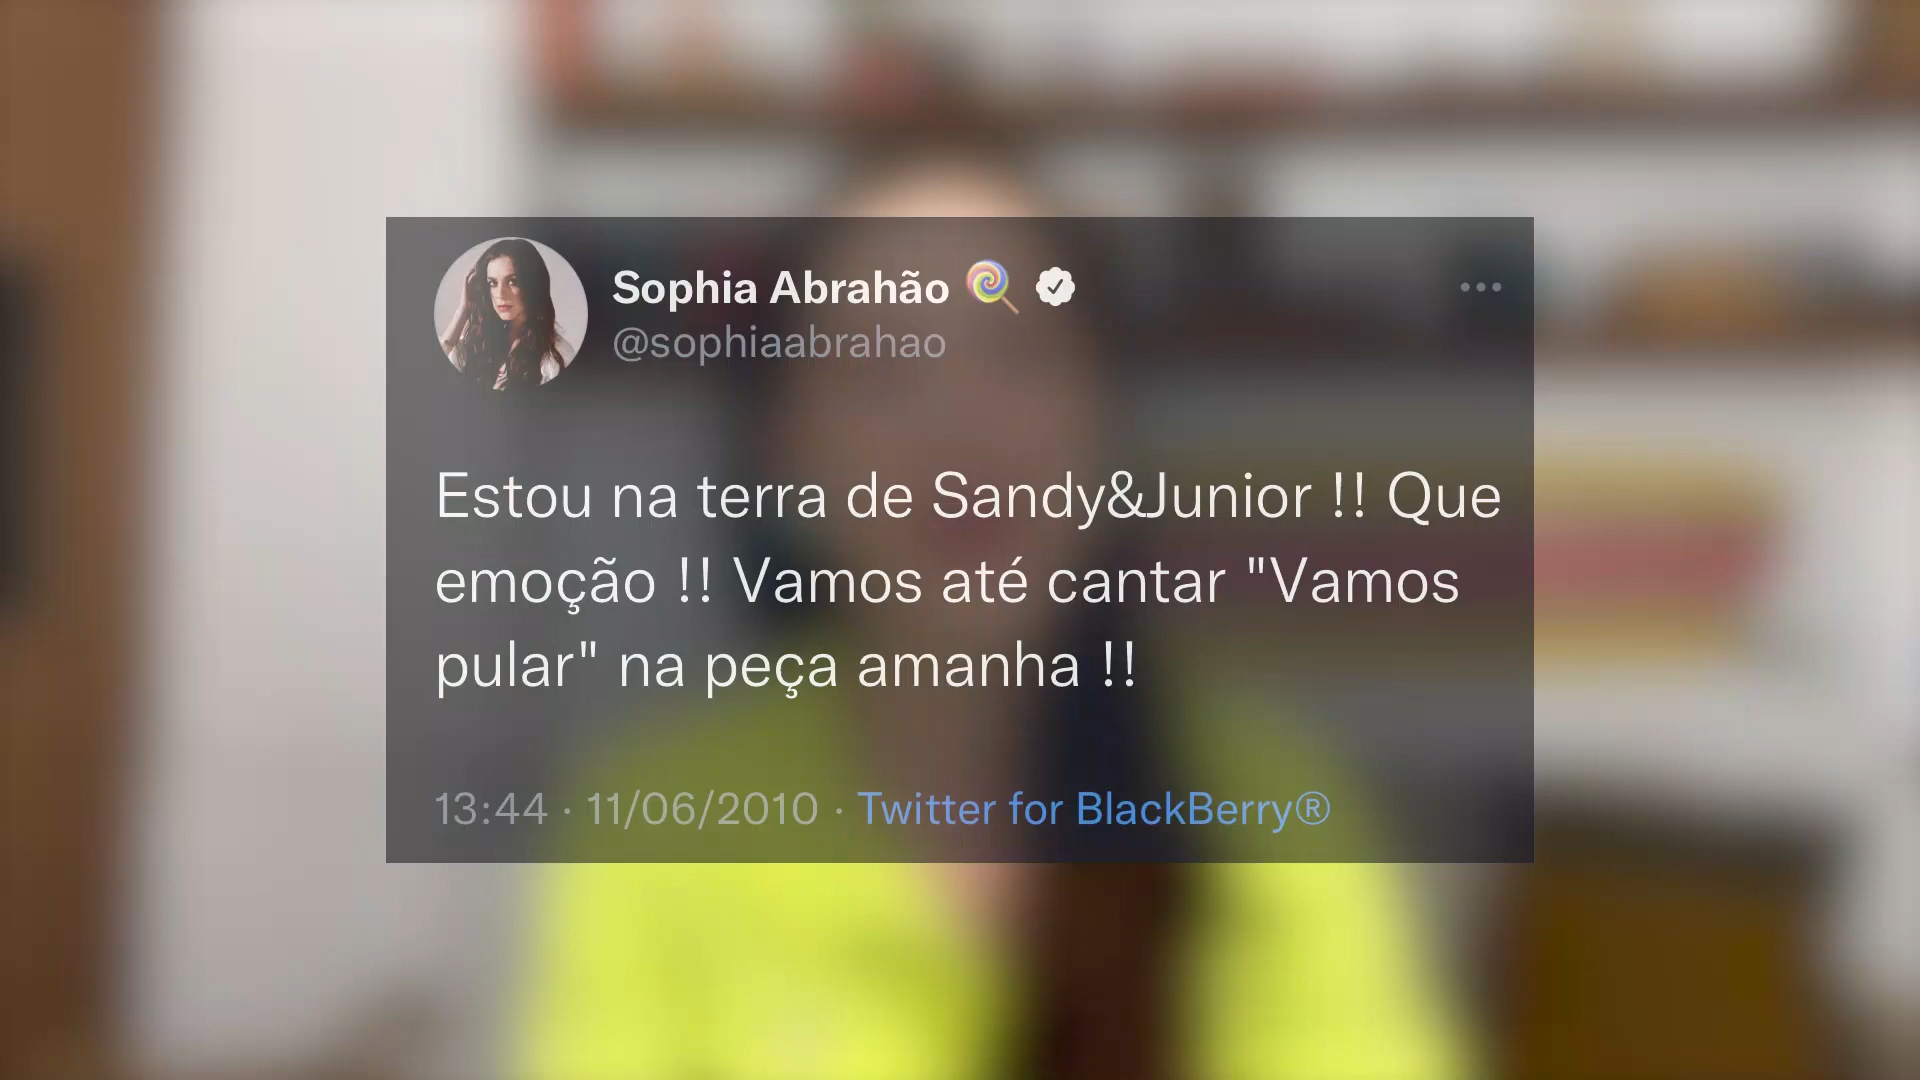 Sophia Abrahão 🍭
@sophiaabrahao
Estou na terra de Sandy&Junior !! Que
emoção !! Vamos até cantar "Vamos
pular" na peça amanha !!
13:44 · 11/06/2010 · Twitter for BlackBerry®